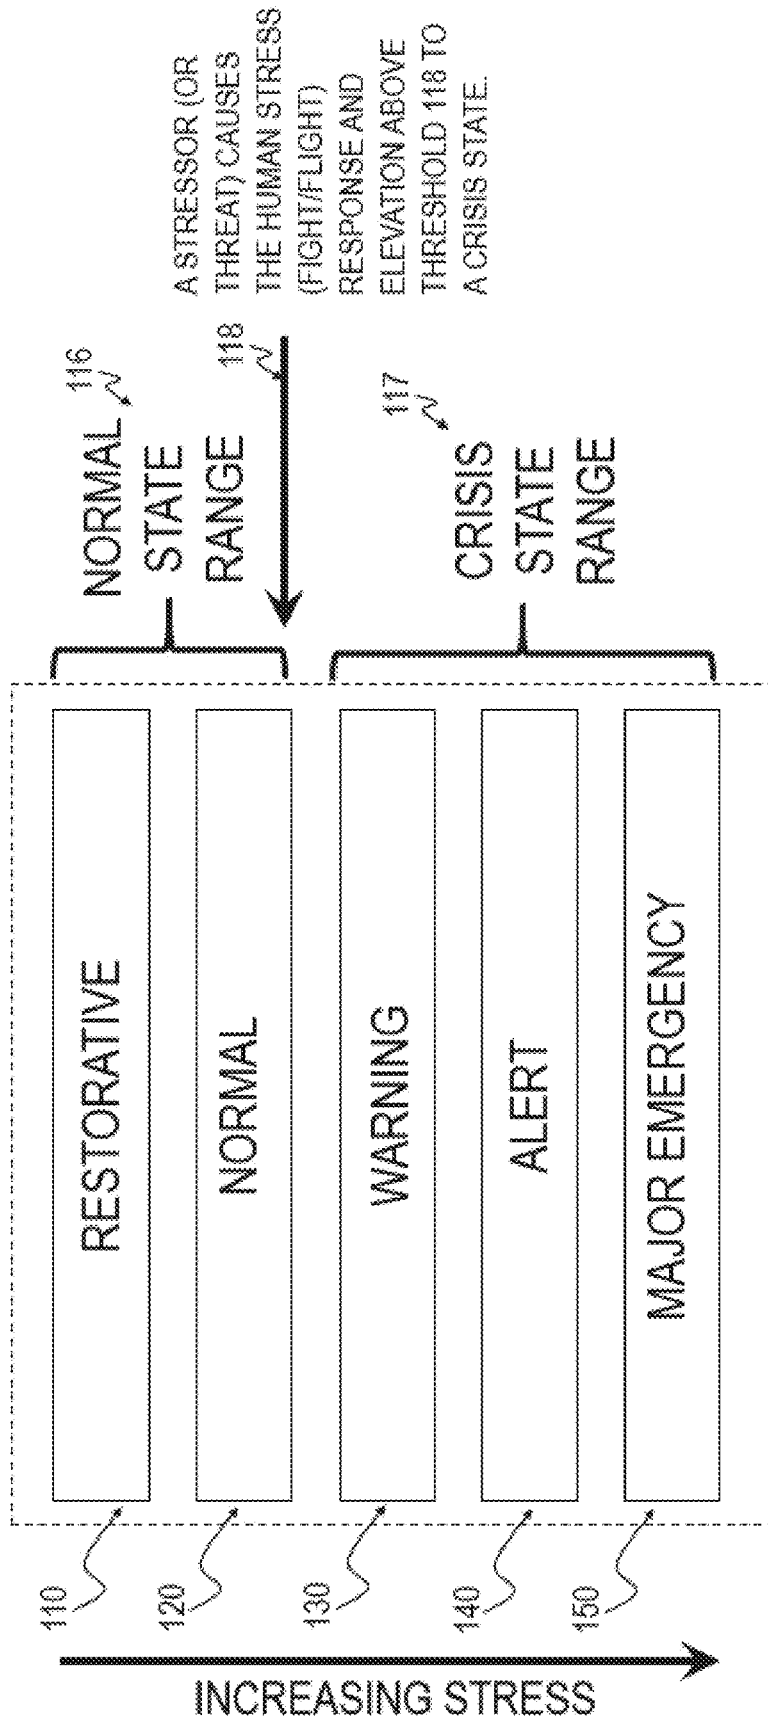 INCREASING STRESS
110
120
130
140
150
RESTORATIVE
NORMAL
WARNING
ALERT
MAJOR EMERGENCY
NORMAL
STATE
RANGE
116
118
CRISIS
STATE
RANGE
117
A STRESSOR (OR
THREAT) CAUSES
THE HUMAN STRESS
(FIGHT/FLIGHT)
RESPONSE AND
ELEVATION ABOVE
THRESHOLD 118 TO
A CRISIS STATE.